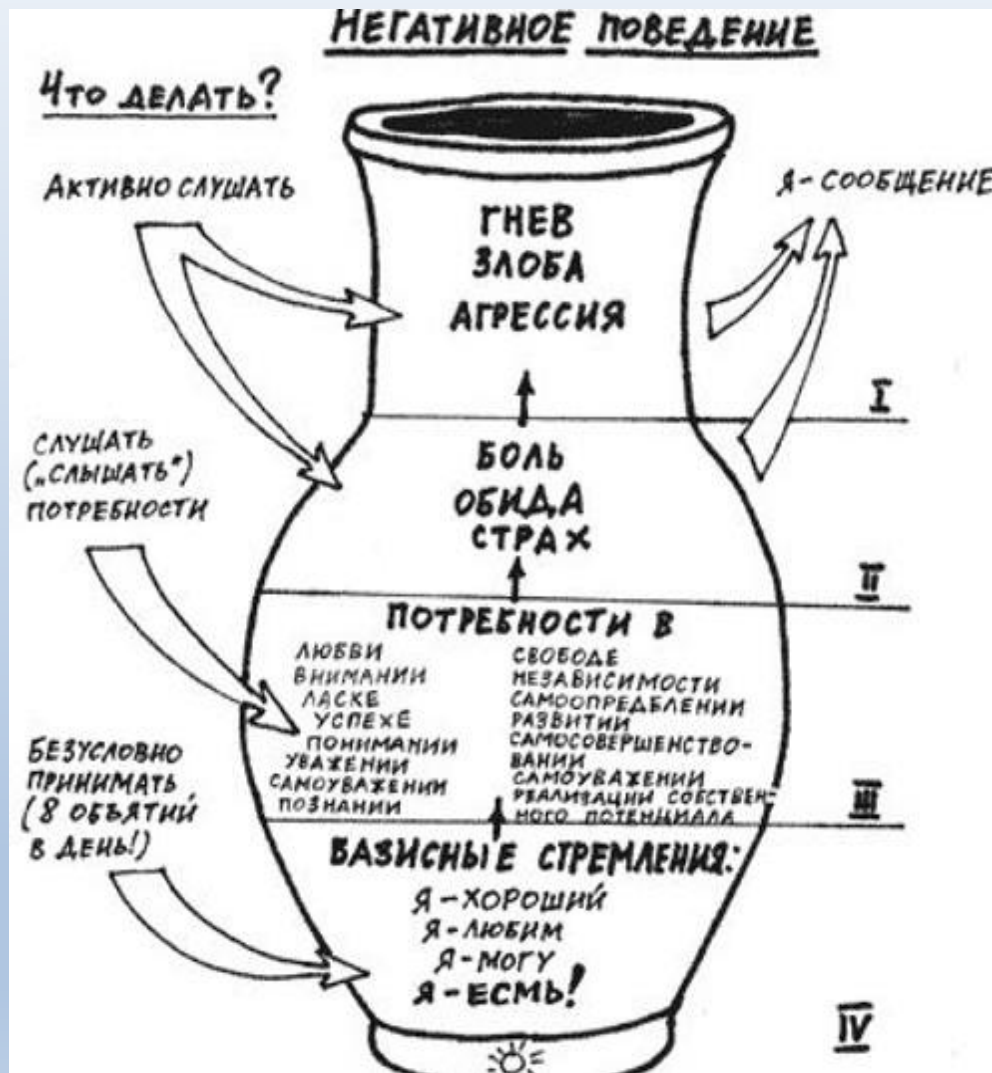 НЕГАТИВНОЕ ПОВЕДЕНИЕ
ЧТО ДЕЛАТЬ?
АКТИВНО СЛУШАТЬ
Я-СООБЩЕНИЕ
ГНЕВ
ЗЛОБА
АГРЕССИЯ
I
СЛУШАТЬ
(„СЛЫШАТЬ“)
ПОТРЕБНОСТИ
БОЛЬ
ОБИДА
СТРАХ
II
ПОТРЕБНОСТИ В
ЛЮБВИ
ВНИМАНИИ
ЛАСКЕ
УСПЕХЕ
ПОНИМАНИИ
УВАЖЕНИИ
САМОУВАЖЕНИИ
ПОЗНАНИИ
СВОБОДЕ
НЕЗАВИСИМОСТИ
САМООПРЕДЕЛЕНИИ
РАЗВИТИИ
САМОСОВЕРШЕНСТВО-
ВАНИИ
САМОУВАЖЕНИИ
РЕАЛИЗАЦИИ СОБСТВЕН-
НОГО ПОТЕНЦИАЛА
III
БЕЗУСЛОВНО
ПРИНИМАТЬ
(8 ОБЪЯТИЙ
В ДЕНЬ!)
БАЗИСНЫЕ СТРЕМЛЕНИЯ:
Я-ХОРОШИЙ
Я-ЛЮБИМ
Я-МОГУ
Я-ЕСМЬ!
IV